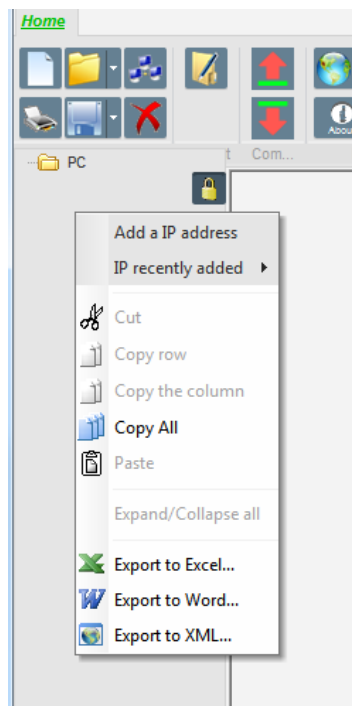 Home
About
t Com...
PC
Add a IP address
IP recently added
Cut
Copy row
Copy the column
Copy All
Paste
Expand/Collapse all
Export to Excel...
Export to Word...
Export to XML...